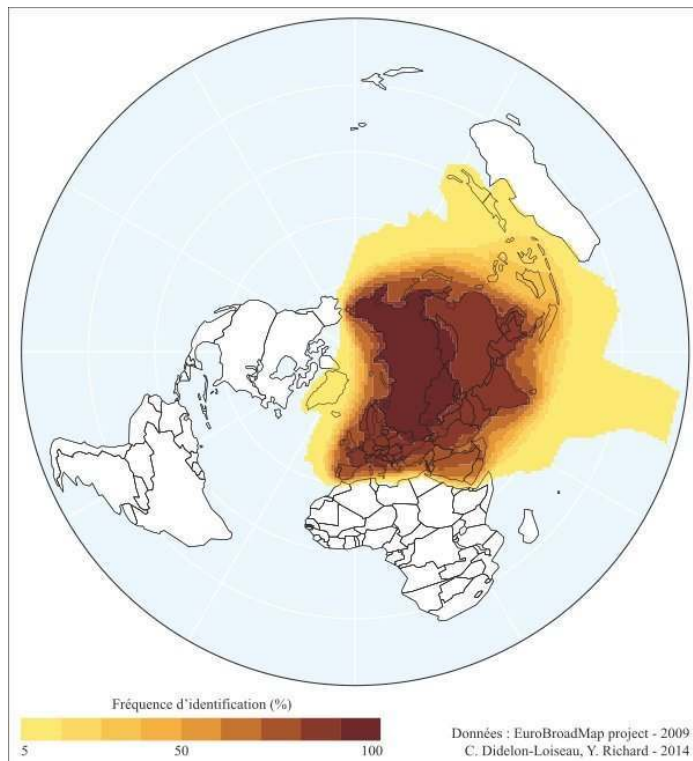 Fréquence d’identification (%)
5 50 100
Données : EuroBroadMap project - 2009
C. Didelon-Loiseau, Y. Richard - 2014